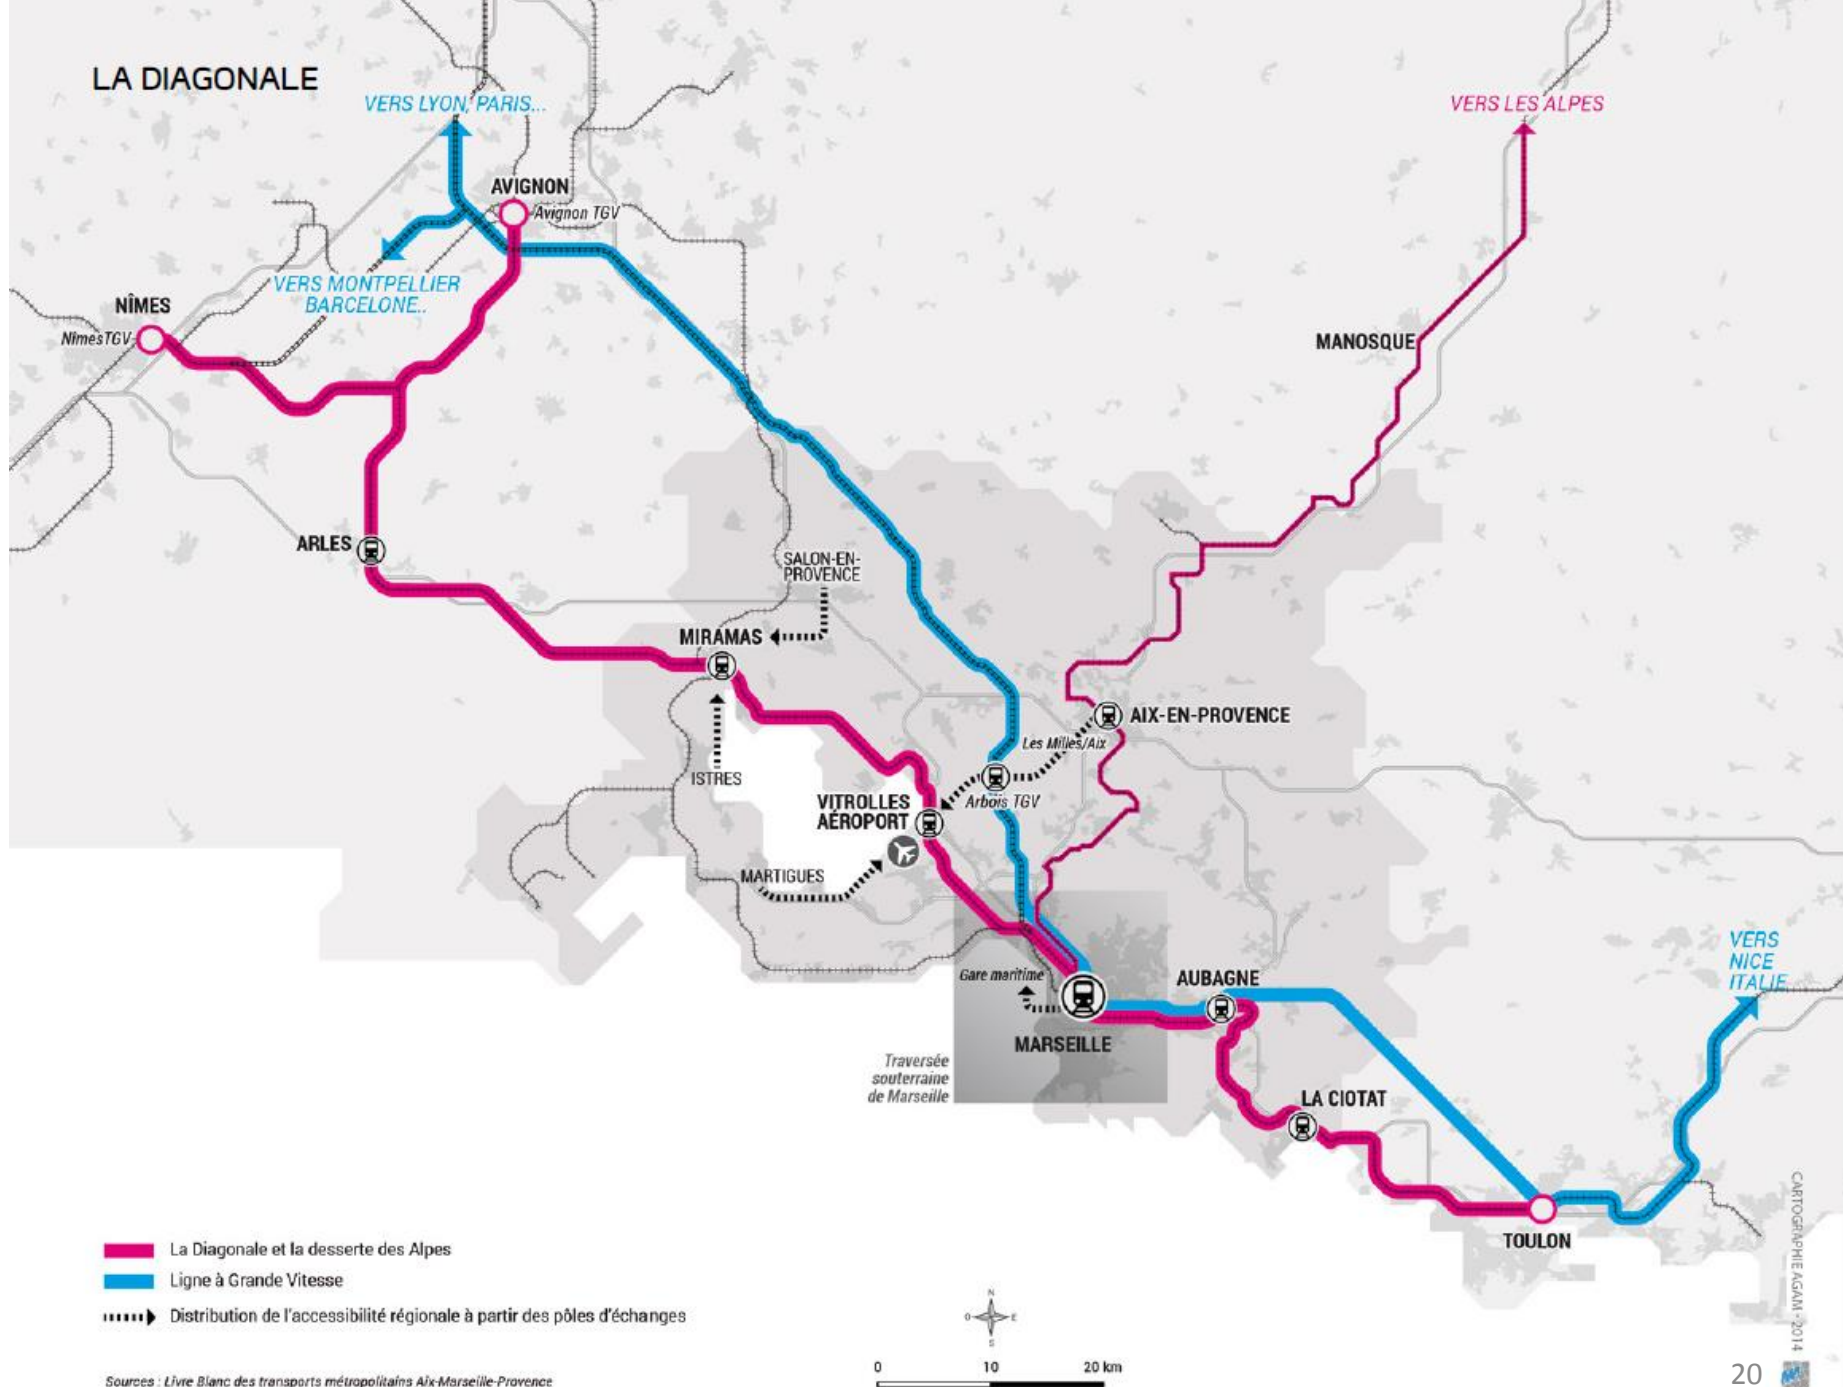 LA DIAGONALE
VERS LYON, PARIS...
VERS LES ALPES
AVIGNON
Avignon TGV
VERS MONTPELLIER
BARCELONE..
NÎMES
NîmesTGV
MANOSQUE
ARLES
SALON-EN-
PROVENCE
MIRAMAS
AIX-EN-PROVENCE
Les Milles/Aix
ISTRES
VITROLLES
AÉROPORT
Arbois TGV
MARTIGUES
VERS
NICE
ITALIE
Gare maritime
AUBAGNE
MARSEILLE
Traversée
souterraine
de Marseille
LA CIOTAT
TOULON
La Diagonale et la desserte des Alpes
Ligne à Grande Vitesse
Distribution de l'accessibilité régionale à partir des pôles d'échanges
N
O E
S
0 10 20 km
Sources : Livre Blanc des transports métropolitains Aix-Marseille-Provence
CARTOGRAPHIE AGAM - 2014
20